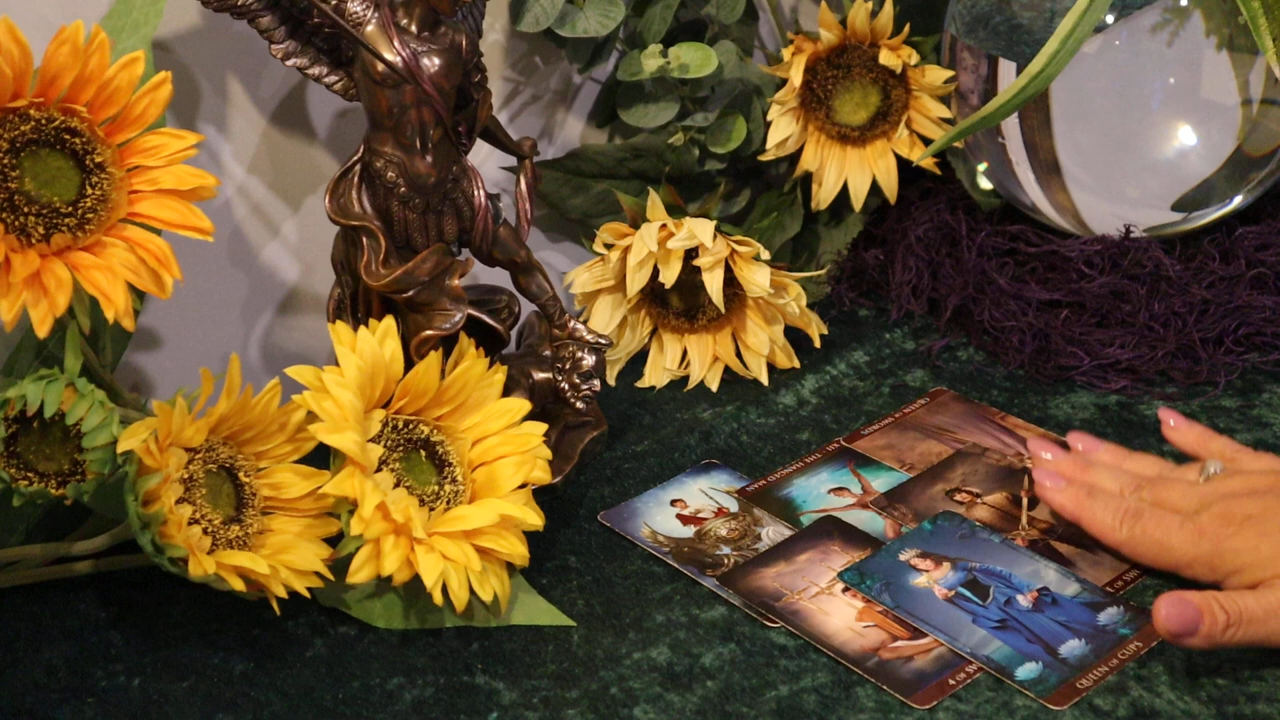 QUEEN OF SWORDS
XII · THE HANGED MAN
4 OF SW
QUEEN OF CUPS